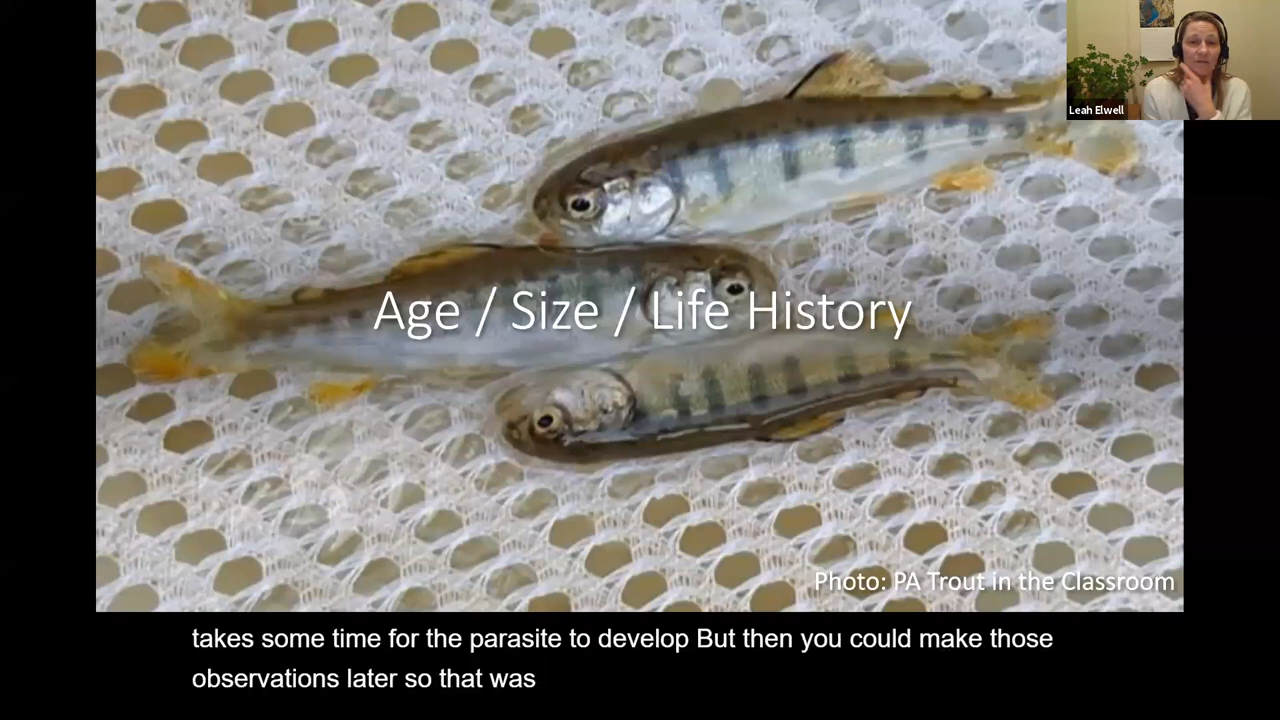 Leah Elwell
Age / Size / Life History
Photo: PA Trout in the Classroom
takes some time for the parasite to develop But then you could make those
observations later so that was